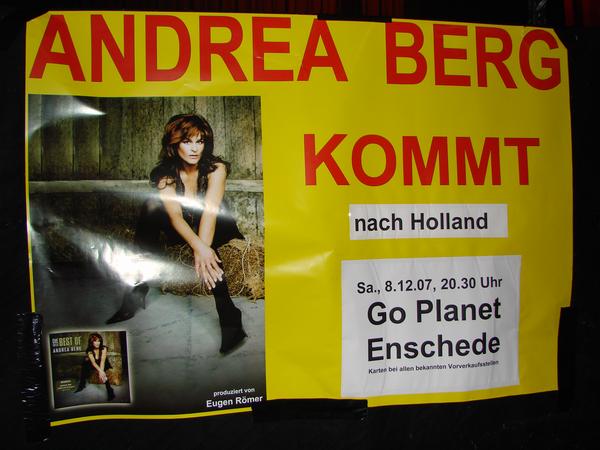 ANDREA BERG
KOMMT
nach Holland
Sa., 8.12.07, 20.30 Uhr
Go Planet
Enschede
Karten bei allen bekannten Vorverkaufsstellen
BEST OF
ANDREA BERG
produziert von
Eugen Römer